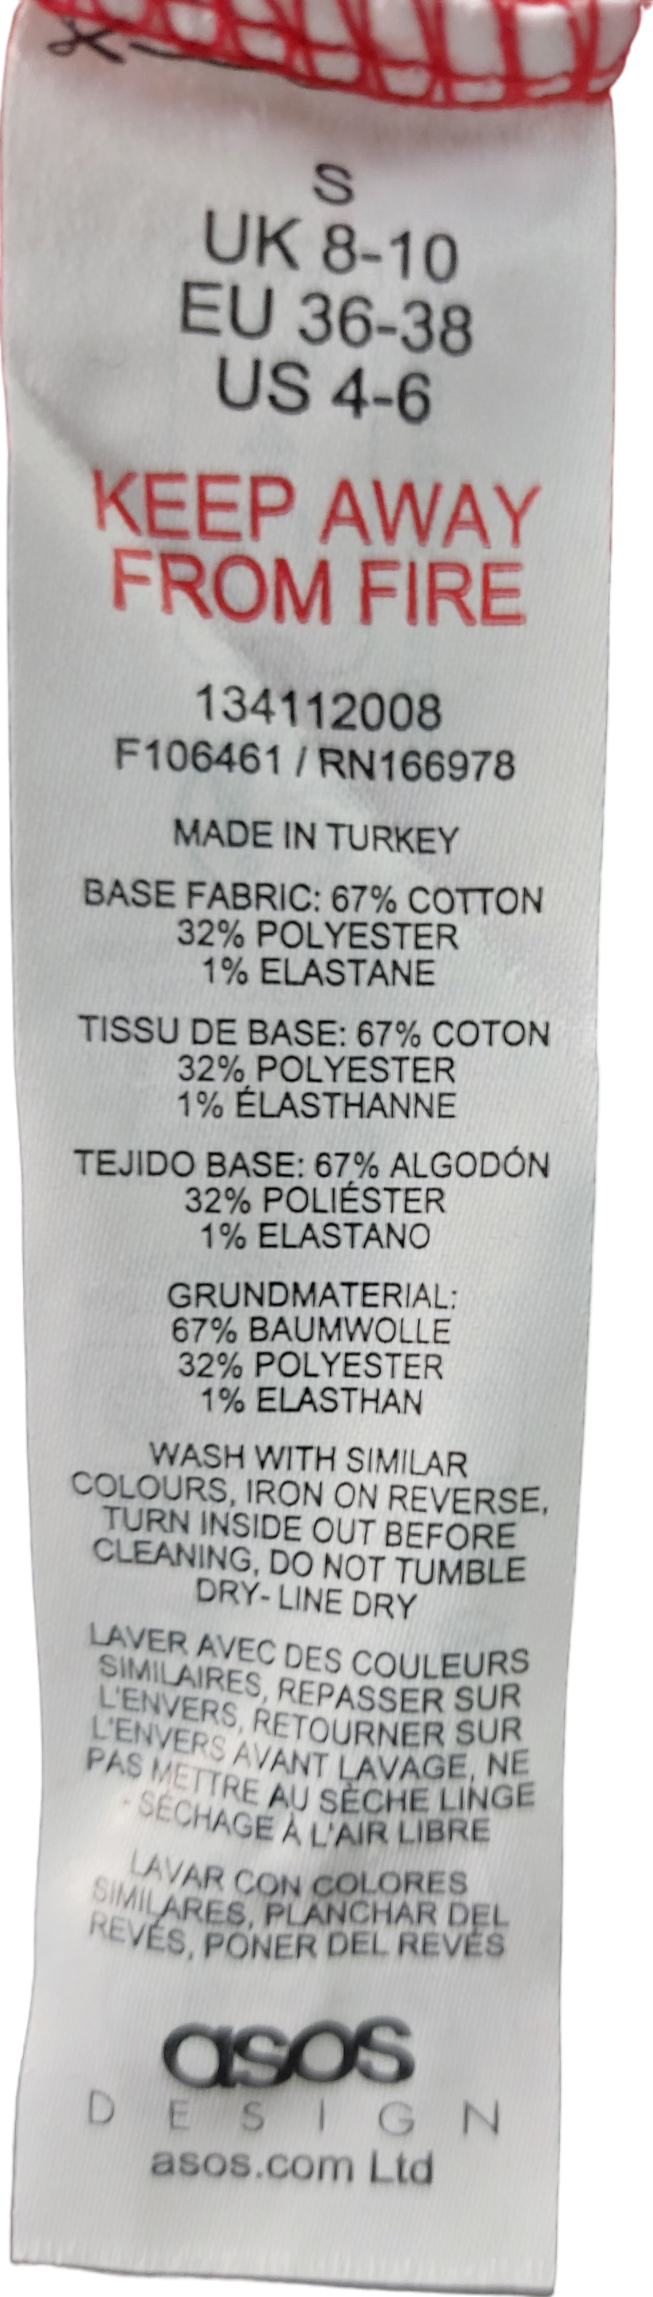 S
UK 8-10
EU 36-38
US 4-6
KEEP AWAY
FROM FIRE
134112008
F106461 / RN166978
MADE IN TURKEY
BASE FABRIC: 67% COTTON
32% POLYESTER
1% ELASTANE
TISSU DE BASE: 67% COTON
32% POLYESTER
1% ÉLASTHANNE
TEJIDO BASE: 67% ALGODÓN
32% POLIÉSTER
1% ELASTANO
GRUNDMATERIAL:
67% BAUMWOLLE
32% POLYESTER
1% ELASTHAN
WASH WITH SIMILAR
COLOURS, IRON ON REVERSE,
TURN INSIDE OUT BEFORE
CLEANING, DO NOT TUMBLE
DRY- LINE DRY
LAVER AVEC DES COULEURS
SIMILAIRES, REPASSER SUR
L'ENVERS, RETOURNER SUR
L'ENVERS AVANT LAVAGE, NE
PAS METTRE AU SÈCHE LINGE
- SÉCHAGE À L'AIR LIBRE
LAVAR CON COLORES
SIMILARES, PLANCHAR DEL
REVÉS, PONER DEL REVÉS
asos
DESIGN
asos.com Ltd